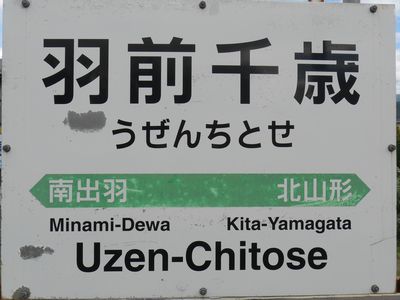 羽前千歳
うぜんちとせ
南出羽 北山形
Minami-Dewa Kita-Yamagata
Uzen-Chitose